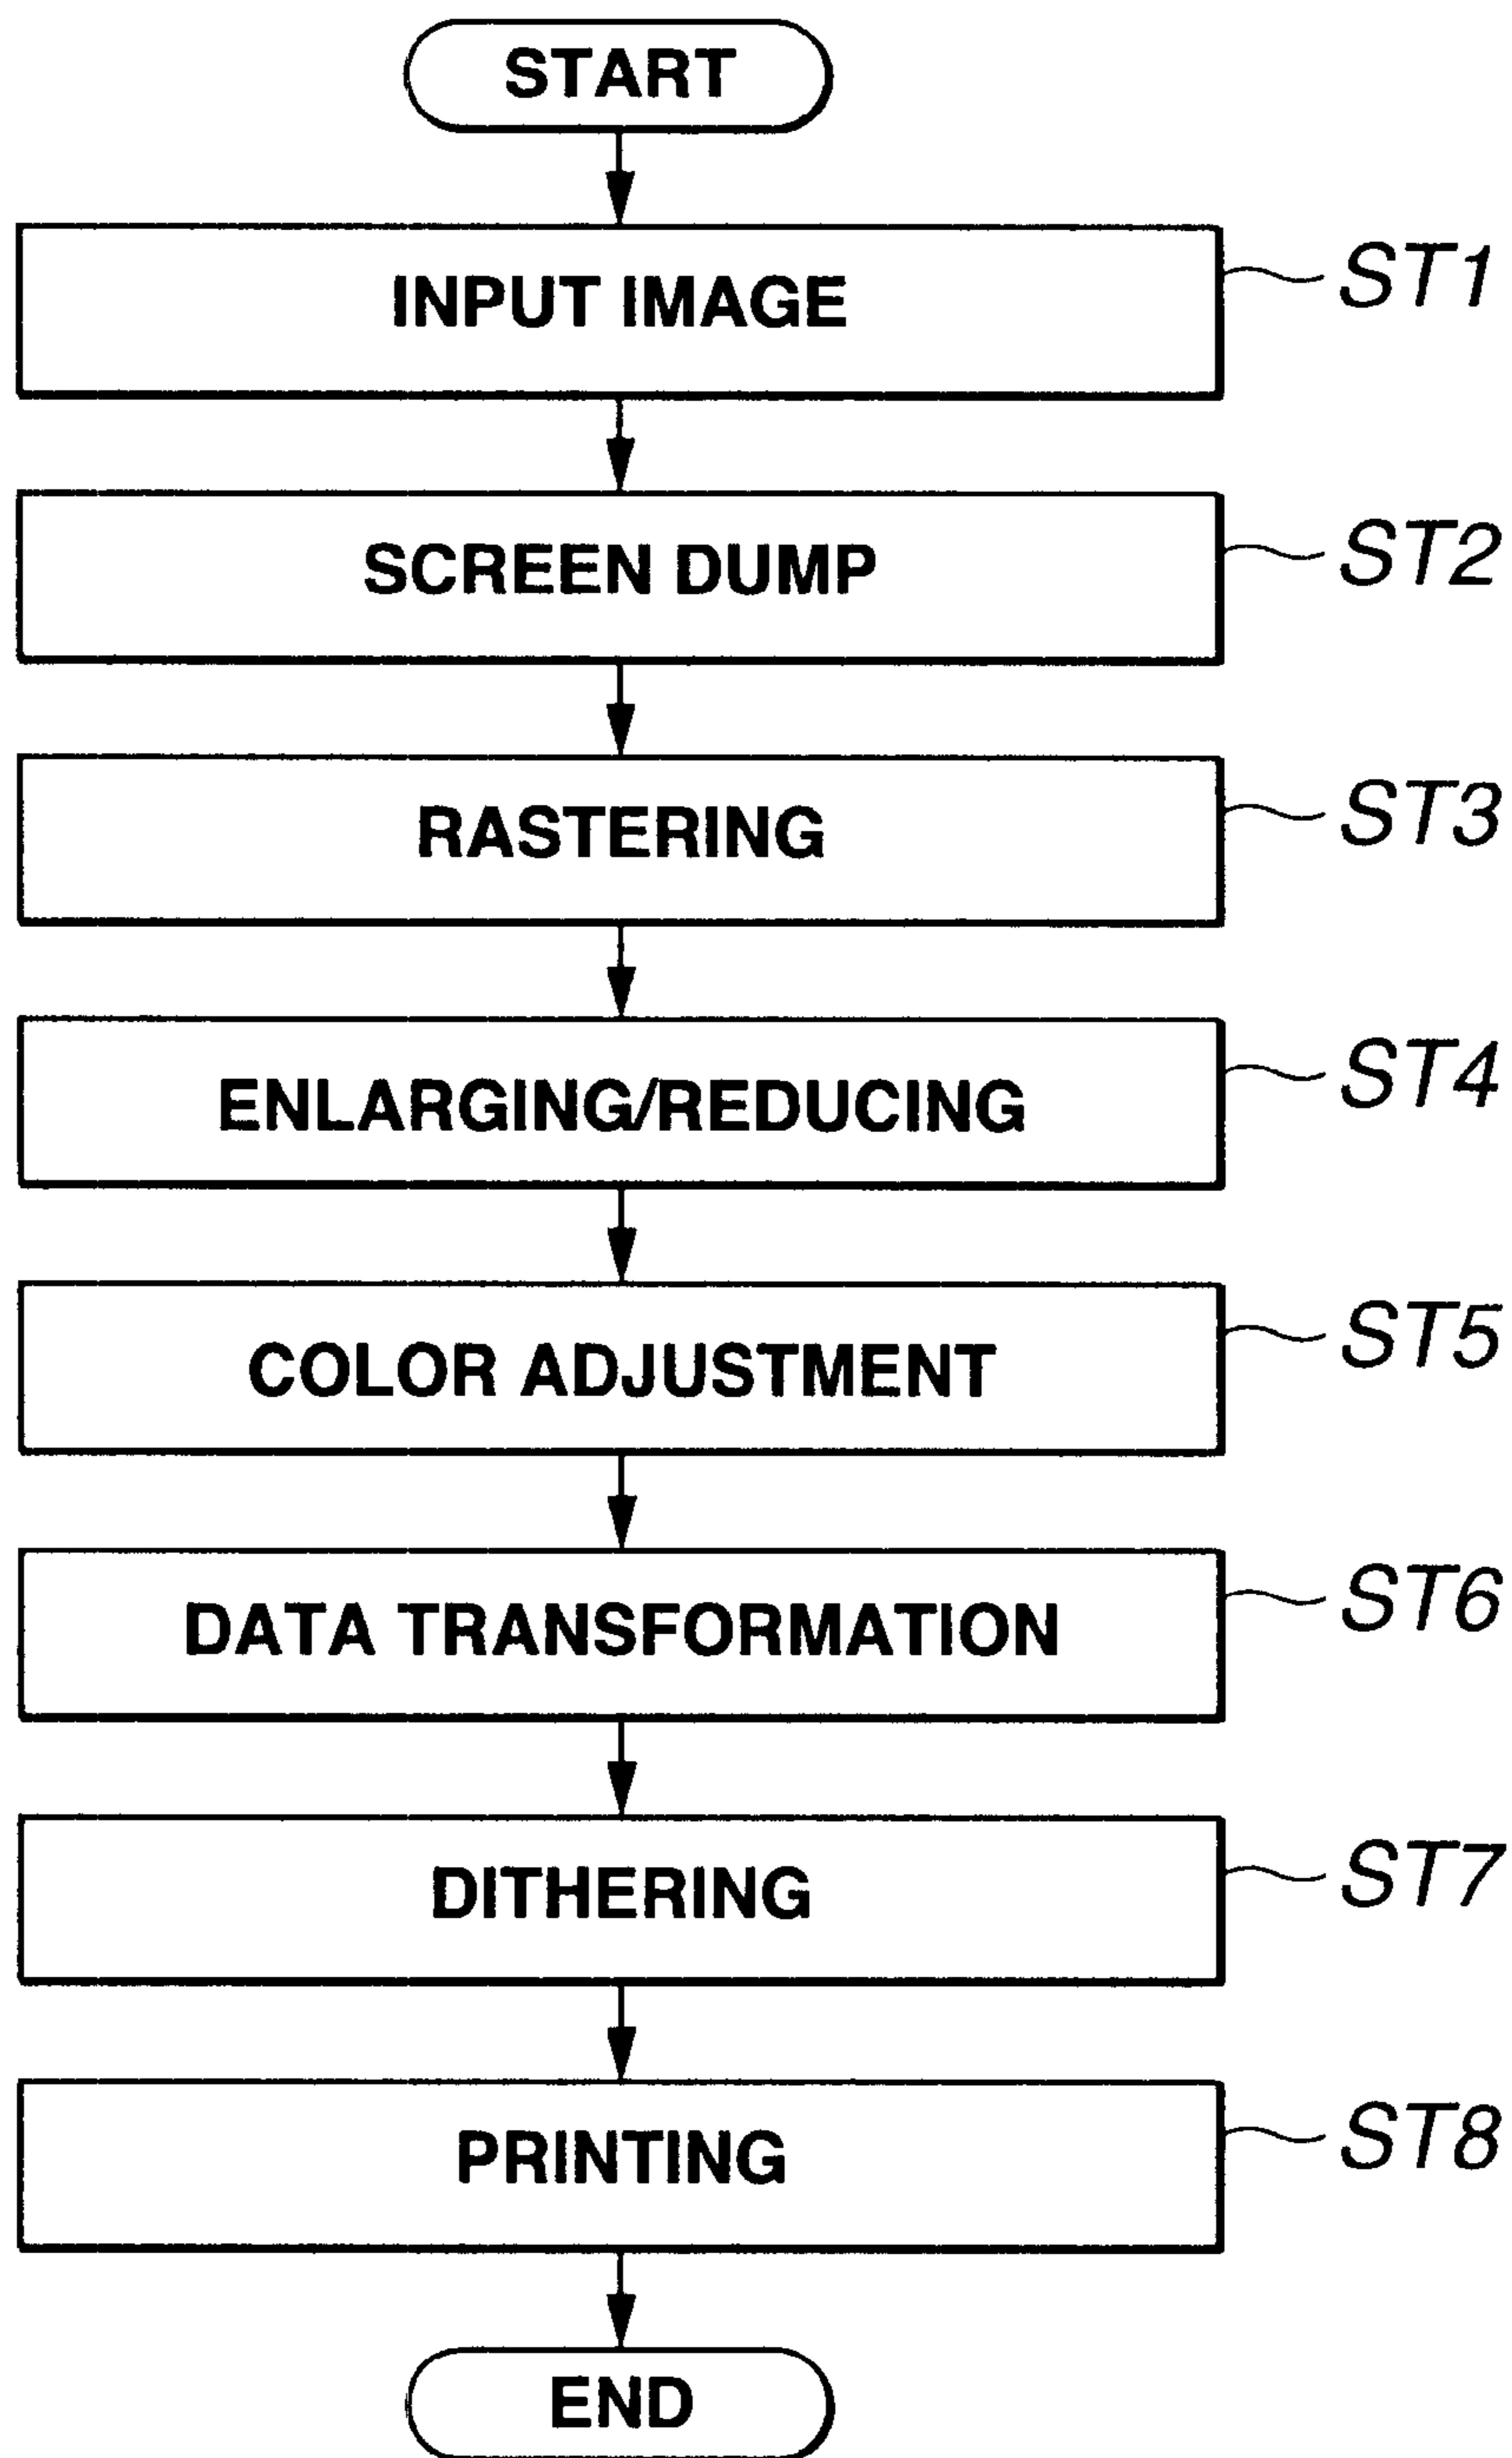 START
INPUT IMAGE
ST1
SCREEN DUMP
ST2
RASTERING
ST3
ENLARGING/REDUCING
ST4
COLOR ADJUSTMENT
ST5
DATA TRANSFORMATION
ST6
DITHERING
ST7
PRINTING
ST8
END